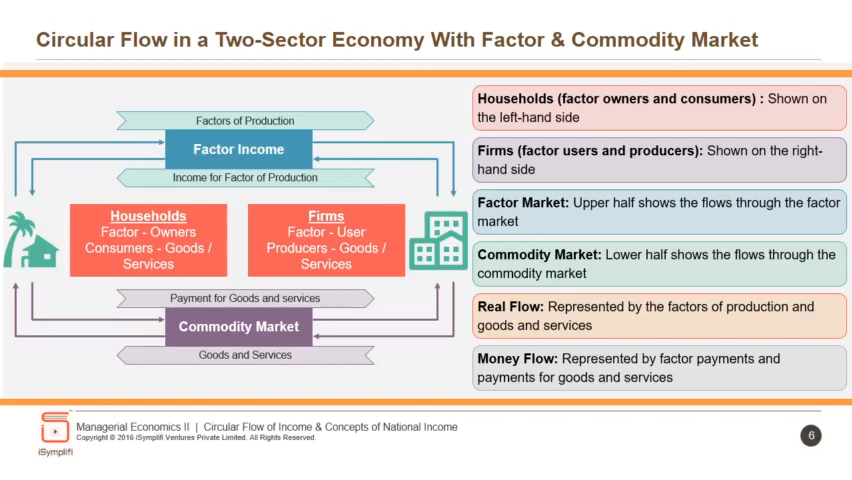 Circular Flow in a Two-Sector Economy With Factor & Commodity Market
Factors of Production
Factor Income
Income for Factor of Production
Households
Factor - Owners
Consumers - Goods /
Services
Firms
Factor - User
Producers - Goods /
Services
Payment for Goods and services
Commodity Market
Goods and Services
Households (factor owners and consumers) : Shown on
the left-hand side
Firms (factor users and producers): Shown on the right-
hand side
Factor Market: Upper half shows the flows through the factor
market
Commodity Market: Lower half shows the flows through the
commodity market
Real Flow: Represented by the factors of production and
goods and services
Money Flow: Represented by factor payments and
payments for goods and services
iSymplifi
Managerial Economics II | Circular Flow of Income & Concepts of National Income
Copyright © 2016 iSymplifi Ventures Private Limited. All Rights Reserved.
6